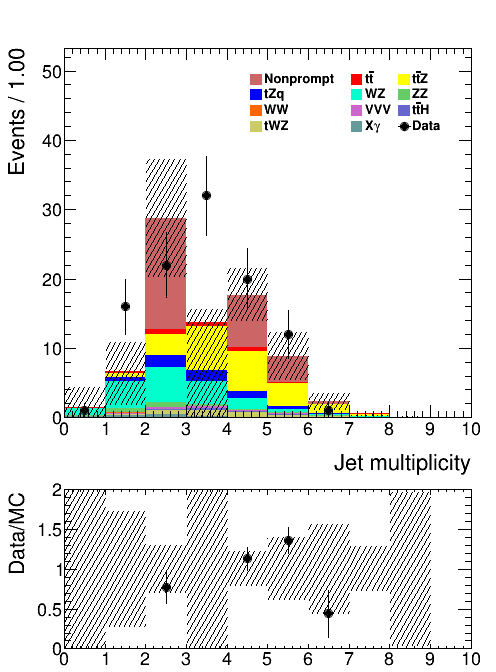 Events / 1.00
50
40
30
20
10
0
Nonprompt tt̄ tt̄Z
tZq WZ ZZ
WW VVV tt̄H
tWZ Xγ Data
0 1 2 3 4 5 6 7 8 9 10
Jet multiplicity
Data/MC
2
1.5
1
0.5
0
0 1 2 3 4 5 6 7 8 9 10